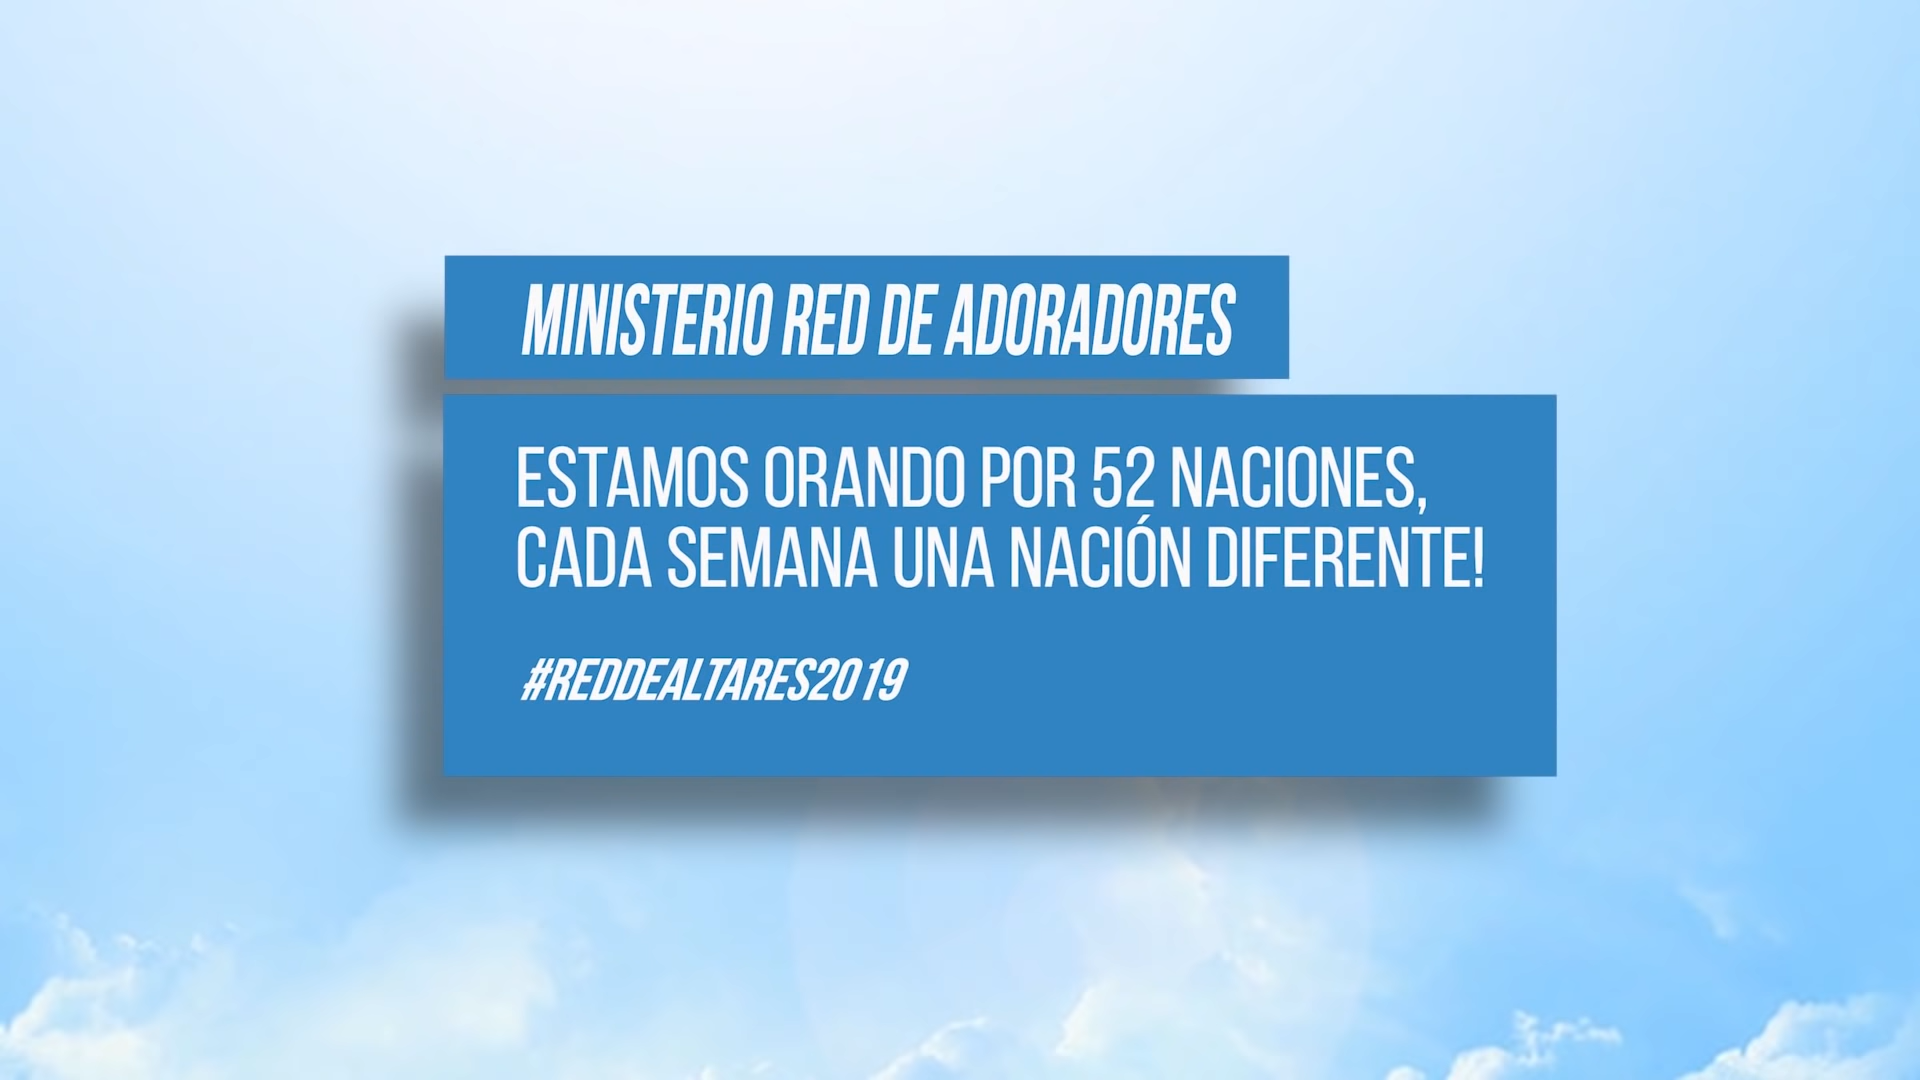 MINISTERIO RED DE ADORADORES
ESTAMOS ORANDO POR 52 NACIONES,
CADA SEMANA UNA NACIÓN DIFERENTE!
#REDDEALTARES2019